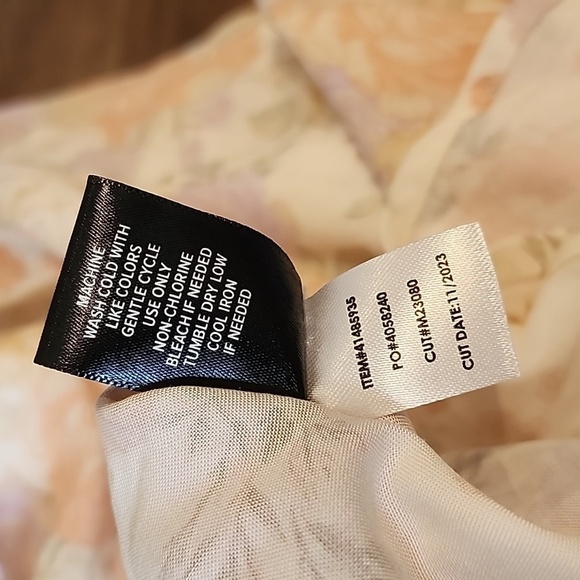 MACHINE
WASH COLD WITH
LIKE COLORS
GENTLE CYCLE
USE ONLY
NON-CHLORINE
BLEACH IF NEEDED
TUMBLE DRY LOW
COOL IRON
IF NEEDED
ITEM#41485935
PO#4058240
CUT#M23080
CUT DATE:11/2023